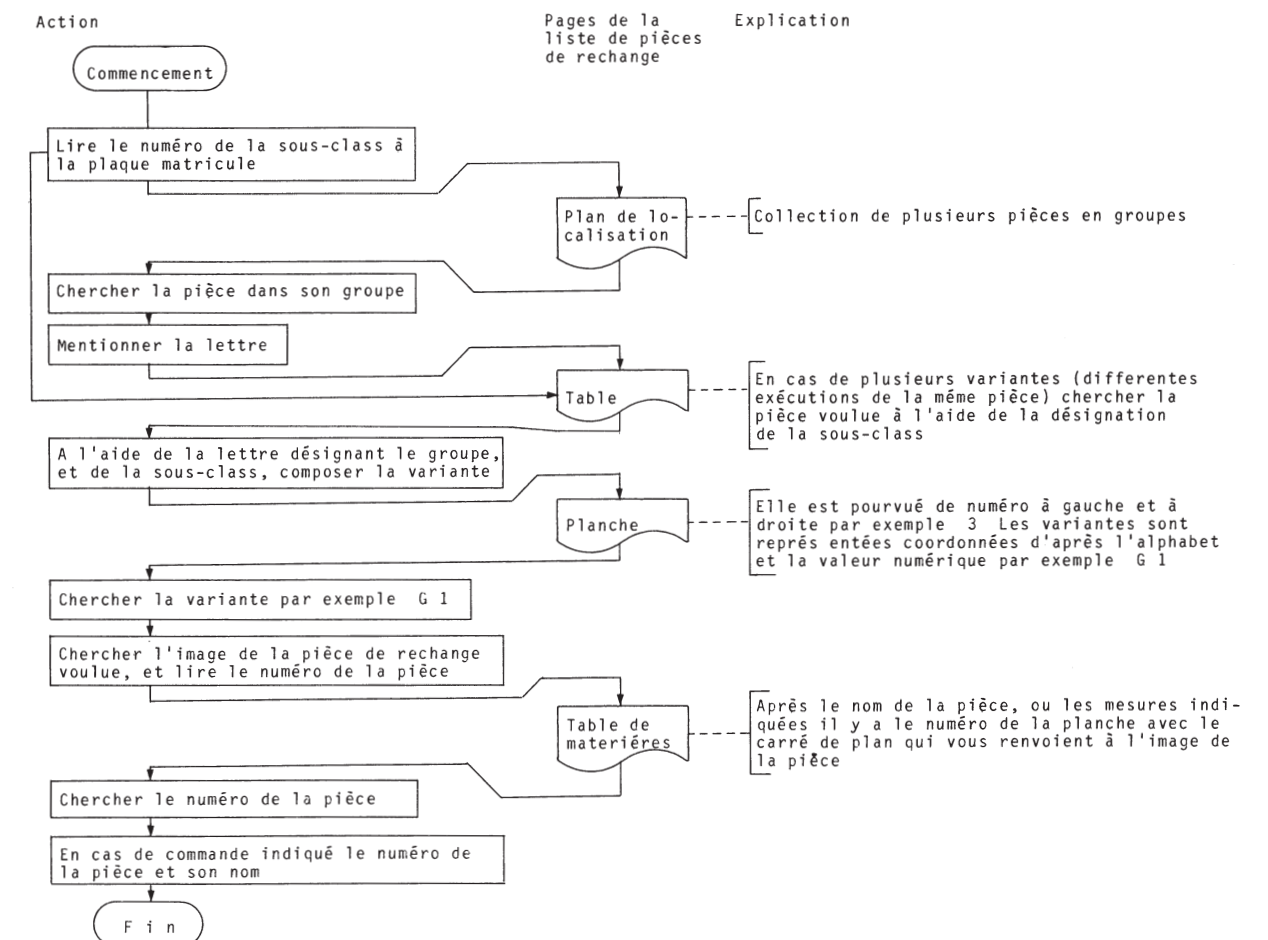 Action
Pages de la
liste de pièces
de rechange
Explication
Commencement
Lire le numéro de la sous-class à
la plaque matricule
Plan de lo-
calisation
Collection de plusieurs pièces en groupes
Chercher la pièce dans son groupe
Mentionner la lettre
Table
En cas de plusieurs variantes (differentes
exécutions de la méme pièce) chercher la
pièce voulue à l'aide de la désignation
de la sous-class
A l'aide de la lettre désignant le groupe,
et de la sous-class, composer la variante
Planche
Elle est pourvué de numéro à gauche et à
droite par exemple 3 Les variantes sont
représ entées coordonnées d'après l'alphabet
et la valeur numérique par exemple G 1
Chercher la variante par exemple G 1
Chercher l'image de la pièce de rechange
voulue, et lire le numéro de la pièce
Table de
materiéres
Après le nom de la pièce, ou les mesures indi-
quées il y a le numéro de la planche avec le
carré de plan qui vous renvoient à l'image de
la pièce
Chercher le numéro de la pièce
En cas de commande indiqué le numéro de
la pièce et son nom
F i n